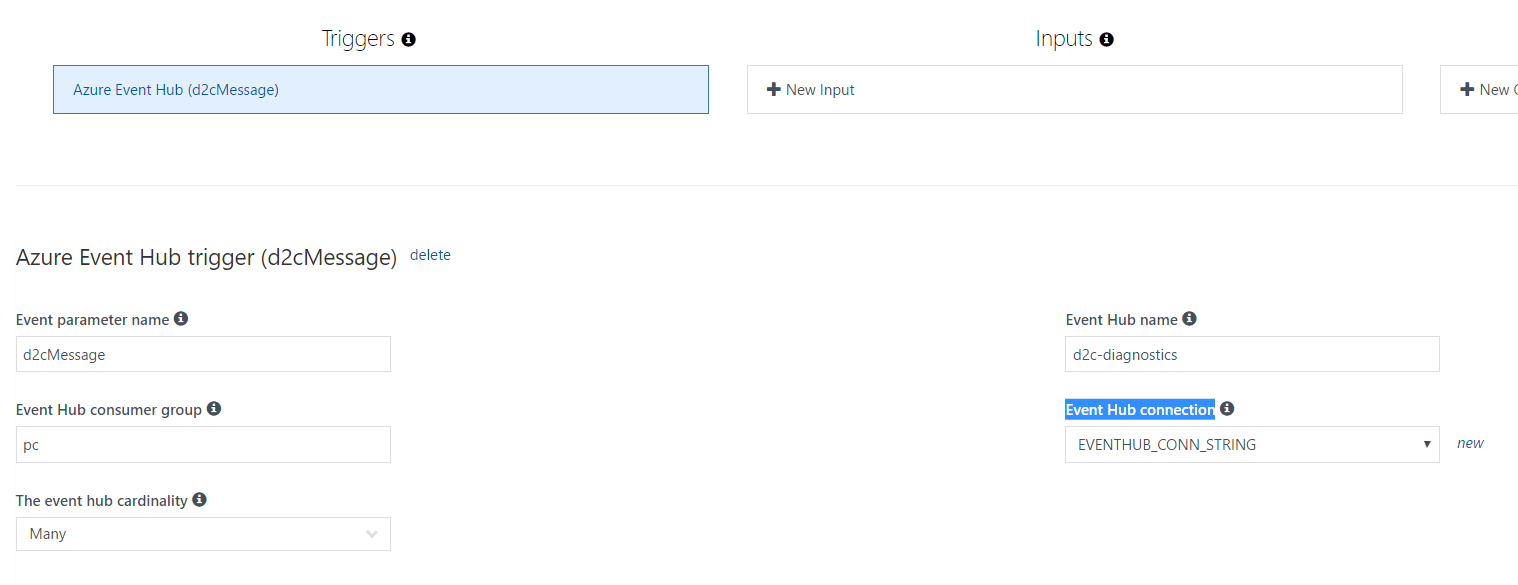 Triggers
Inputs
Azure Event Hub (d2cMessage)
New Input
New
Azure Event Hub trigger (d2cMessage) delete
Event parameter name
Event Hub name
d2cMessage
d2c-diagnostics
Event Hub consumer group
Event Hub connection
pc
EVENTHUB_CONN_STRING
new
The event hub cardinality
Many